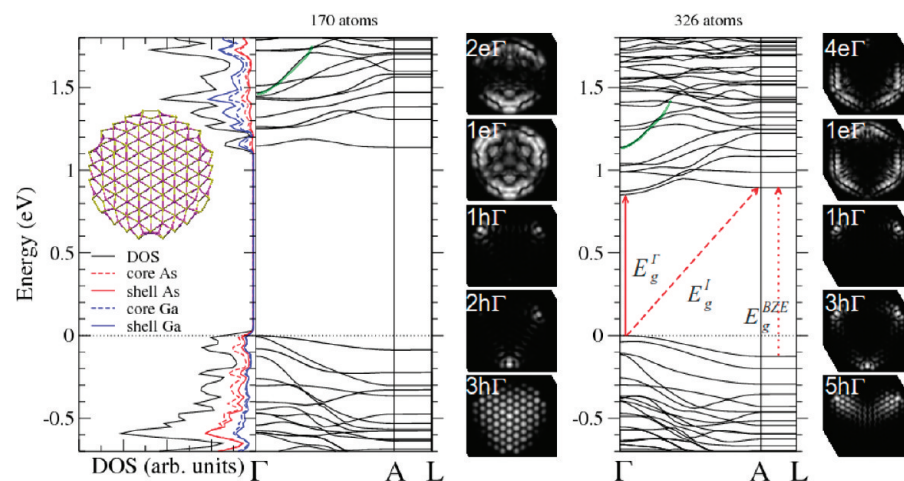 170 atoms
326 atoms
Energy (eV)
1.5
1
0.5
0
-0.5
DOS
core As
shell As
core Ga
shell Ga
DOS (arb. units)
Γ
A
L
2eΓ
1eΓ
1hΓ
2hΓ
3hΓ
1.5
1
0.5
0
-0.5
E_g^Γ
E_g^I
E_g^BZE
Γ
A
L
4eΓ
1eΓ
1hΓ
3hΓ
5hΓ